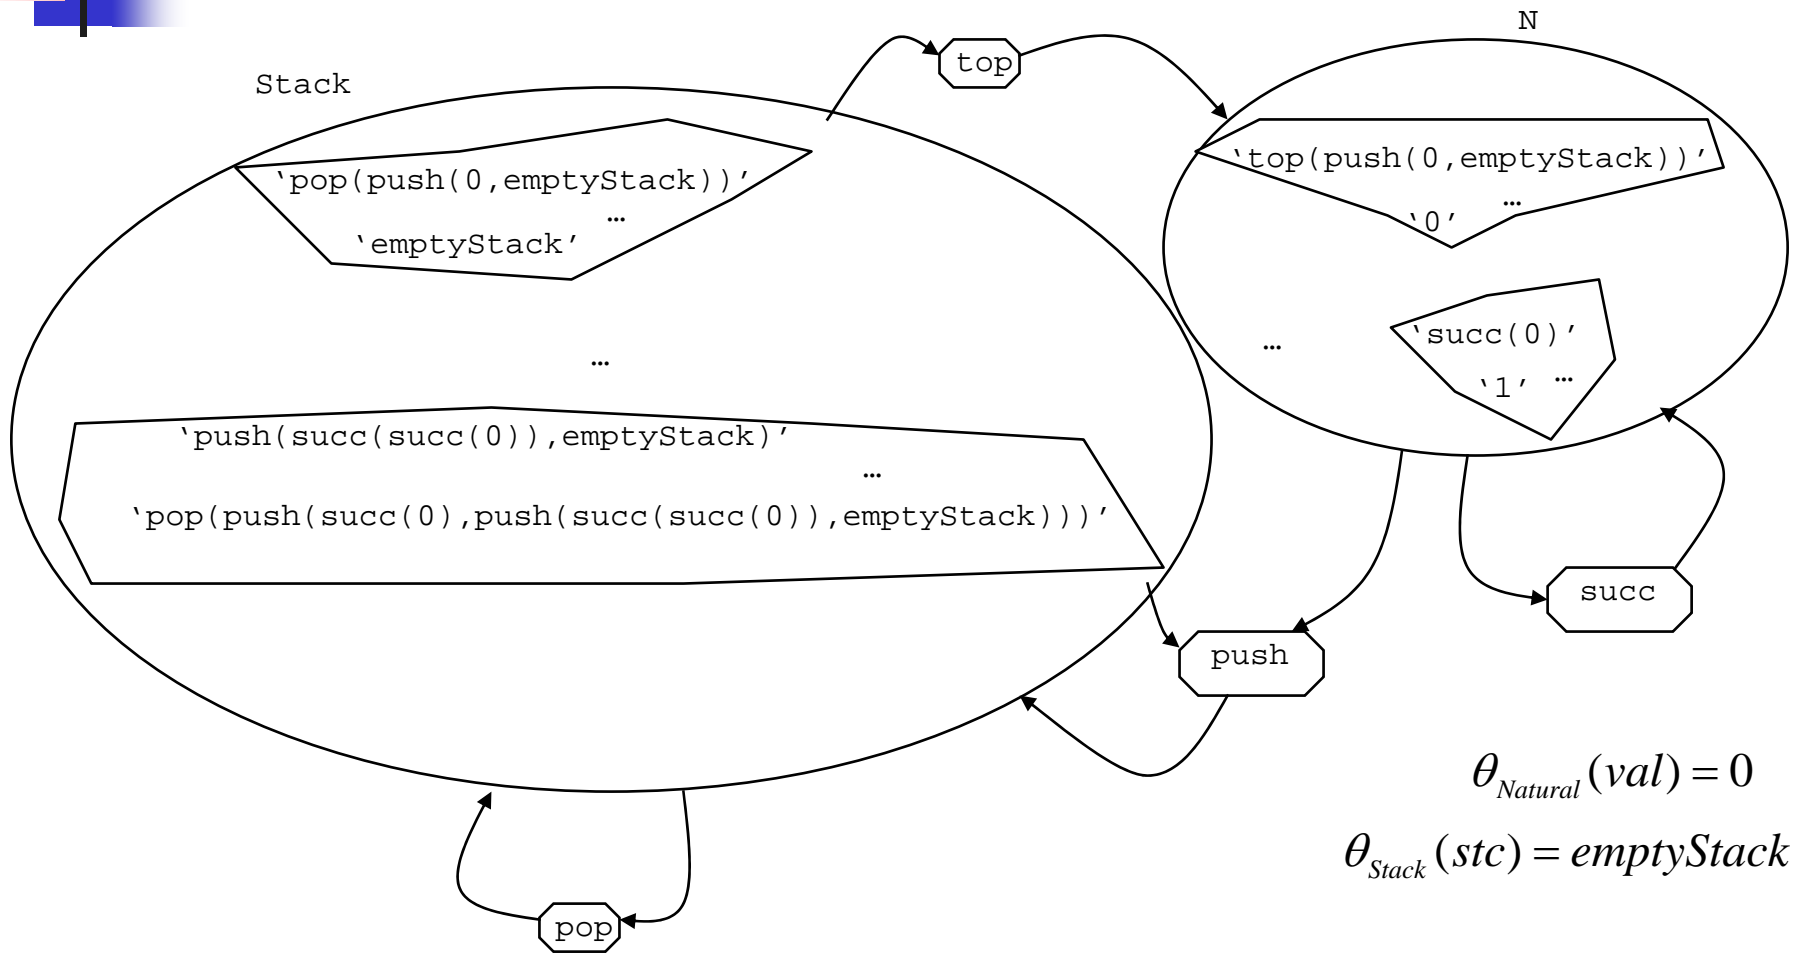 N
top
Stack
‘top(push(0,emptyStack))’
…
‘0’
‘pop(push(0,emptyStack))’
…
‘emptyStack’
‘succ(0)’
…
‘1’ …
…
‘push(succ(succ(0)),emptyStack)’
…
‘pop(push(succ(0),push(succ(succ(0)),emptyStack)))’
succ
push
θ_Natural (val) = 0
θ_Stack (stc) = emptyStack
pop